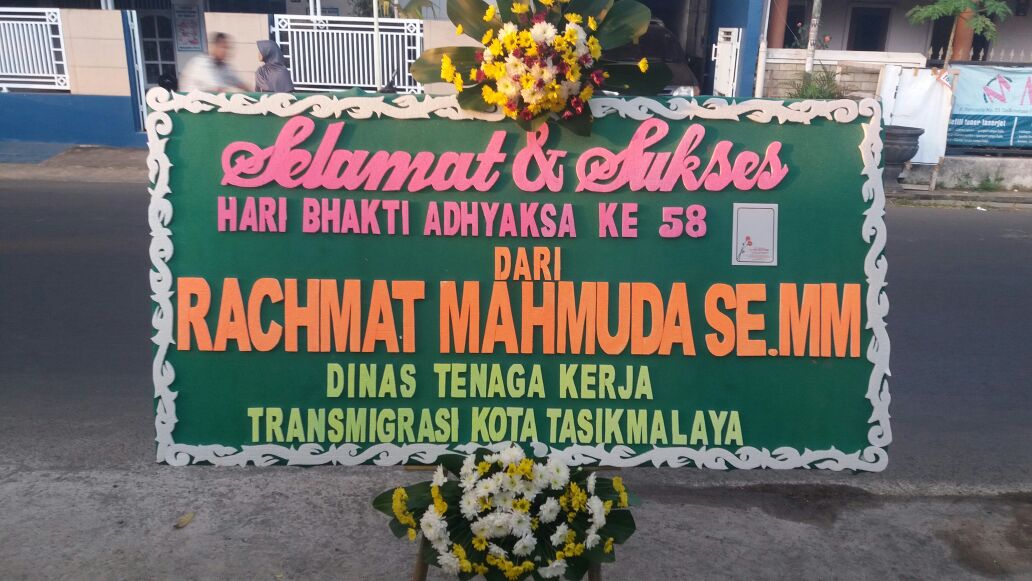 Selamat & Sukses
HARI BHAKTI ADHYAKSA KE 58
DARI
RACHMAT MAHMUDA SE.MM
DINAS TENAGA KERJA
TRANSMIGRASI KOTA TASIKMALAYA